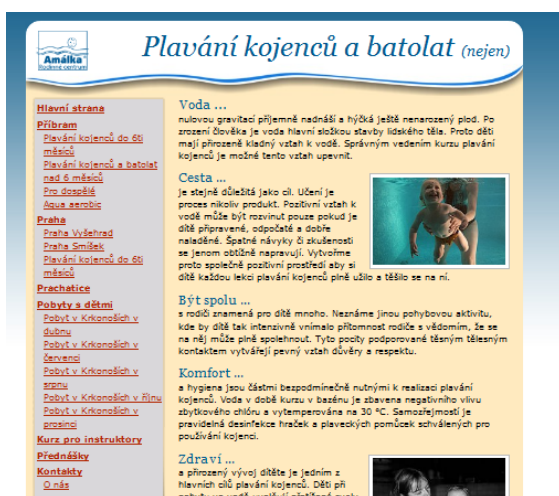 Amálka
Rodinné centrum
Plavání kojenců a batolat (nejen)
Hlavní strana
Příbram
Plavání kojenců do 6ti
měsíců
Plavání kojenců a batolat
nad 6 měsíců
Pro dospělé
Aqua aerobic
Praha
Praha Vyšehrad
Praha Smíšek
Plavání kojenců do 6ti
měsíců
Prachatice
Pobyty s dětmi
Pobyt v Krkonoších v
dubnu
Pobyt v Krkonoších v
červenci
Pobyt v Krkonoších v
srpnu
Pobyt v Krkonoších v říjnu
Pobyt v Krkonoších v
prosinci
Kurz pro instruktory
Přednášky
Kontakty
O nás
Voda ...
nulovou gravitací příjemně nadnáší a hýčká ještě nenarozený plod. Po
zrození člověka je voda hlavní složkou stavby lidského těla. Proto děti
mají přirozeně kladný vztah k vodě. Správným vedením kurzu plavání
kojenců je možné tento vztah upevnit.
Cesta ...
je stejně důležitá jako cíl. Učení je
proces nikoliv produkt. Pozitivní vztah k
vodě může být rozvinut pouze pokud je
dítě připravené, odpočaté a dobře
naladěné. Špatné návyky či zkušenosti
se jenom obtížně napravují. Vytvořme
proto společně pozitivní prostředí aby si
dítě každou lekci plavání kojenců plně užilo a těšilo se na ní.
Být spolu ...
s rodiči znamená pro dítě mnoho. Neznáme jinou pohybovou aktivitu,
kde by dítě tak intenzivně vnímalo přítomnost rodiče s vědomím, že se
na něj může plně spolehnout. Tyto pocity podporované těsným tělesným
kontaktem vytvářejí pevný vztah důvěry a respektu.
Komfort ...
a hygiena jsou částmi bezpodmínečně nutnými k realizaci plavání
kojenců. Voda v době kurzu v bazénu je zbavena negativního vlivu
zbytkového chlóru a vytemperována na 30 °C. Samozřejmostí je
pravidelná desinfekce hraček a plaveckých pomůcek schválených pro
používání kojenci.
Zdraví ...
a přirozený vývoj dítěte je jedním z
hlavních cílů plavání kojenců. Děti při